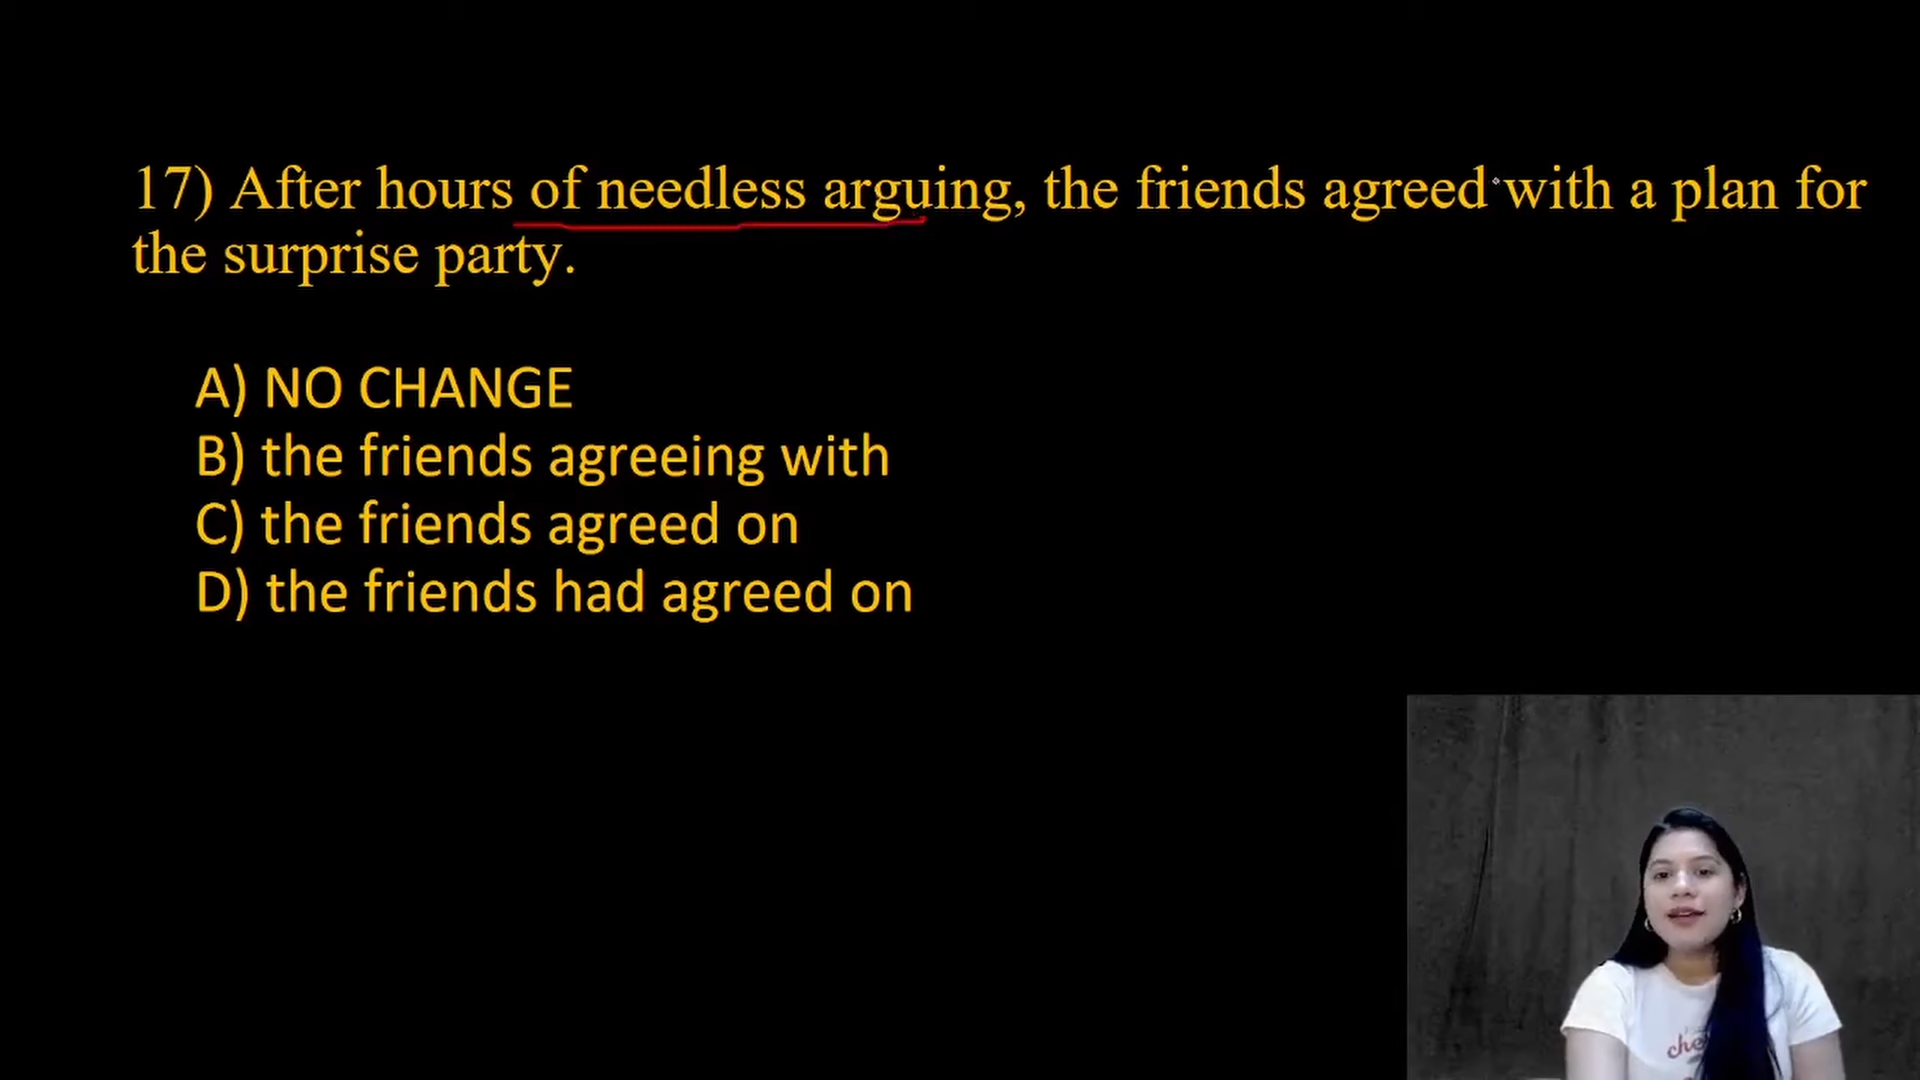 17) After hours of needless arguing, the friends agreed with a plan for
the surprise party.
A) NO CHANGE
B) the friends agreeing with
C) the friends agreed on
D) the friends had agreed on